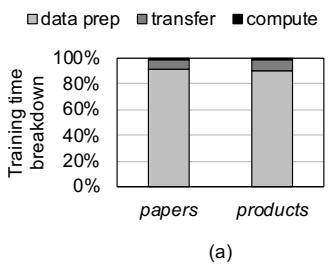 data prep transfer compute
Training time
breakdown
100%
80%
60%
40%
20%
0%
papers products
(a)